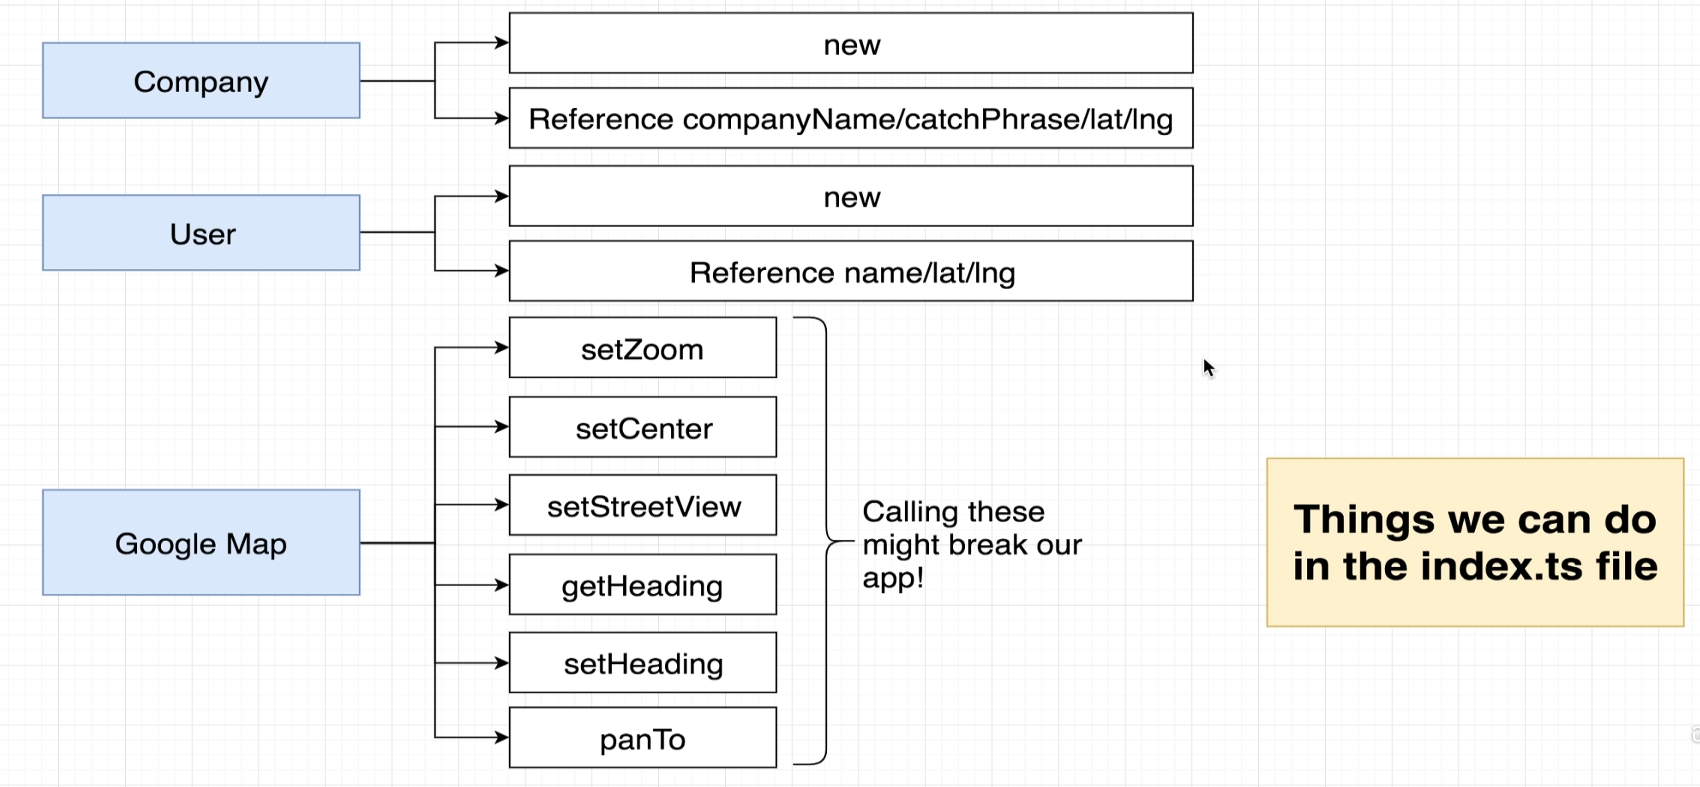 Company
new
Reference companyName/catchPhrase/lat/lng
User
new
Reference name/lat/lng
Google Map
setZoom
setCenter
setStreetView
getHeading
setHeading
panTo
Calling these
might break our
app!
Things we can do
in the index.ts file